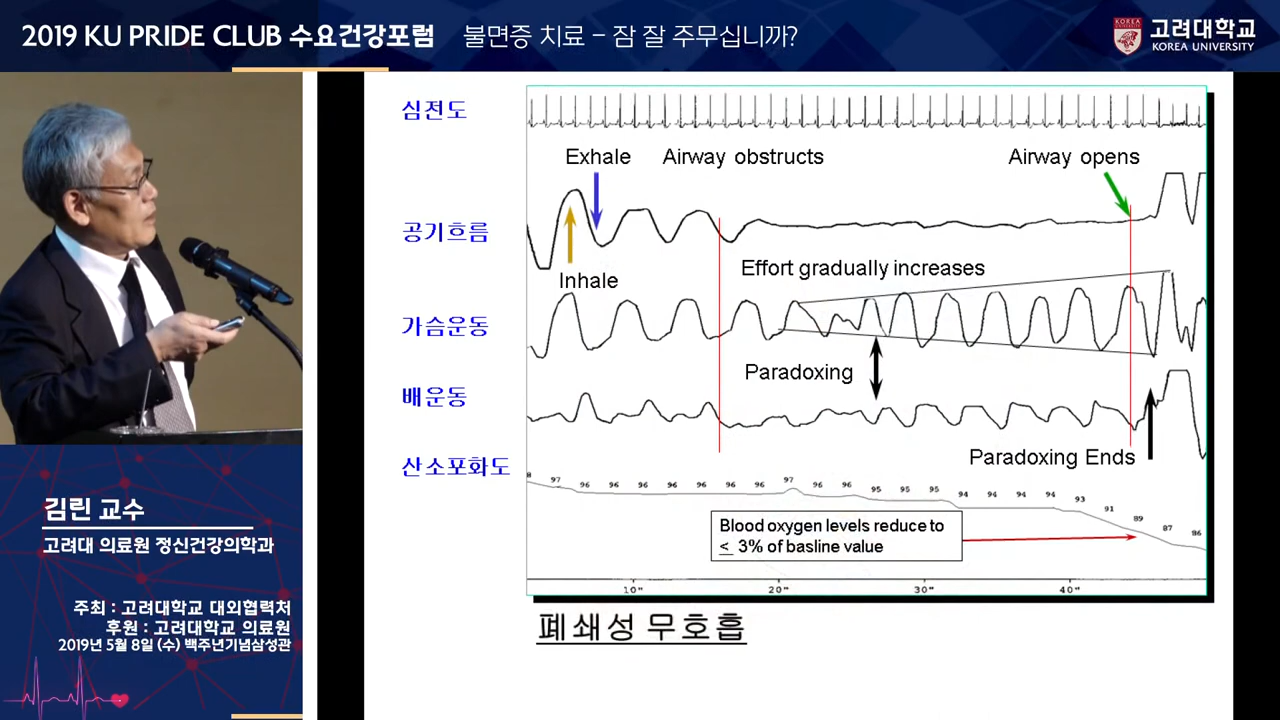 2019 KU PRIDE CLUB 수요건강포럼 불면증 치료 – 잠 잘 주무십니까?
KOREA
고려대학교
KOREA UNIVERSITY
심전도
Exhale Airway obstructs Airway opens
공기흐름
Inhale
Effort gradually increases
가슴운동
Paradoxing
배운동
Paradoxing Ends
산소포화도
8 97 96 96 96 96 96 96 96 97 96 96 95 95 95 94 94 94 94 93 91 89 87 86
Blood oxygen levels reduce to
< 3% of basline value
10" 20" 30" 40"
폐쇄성 무호흡
김린 교수
고려대 의료원 정신건강의학과
주최 : 고려대학교 대외협력처
후원 : 고려대학교 의료원
2019년 5월 8일 (수) 백주년기념삼성관